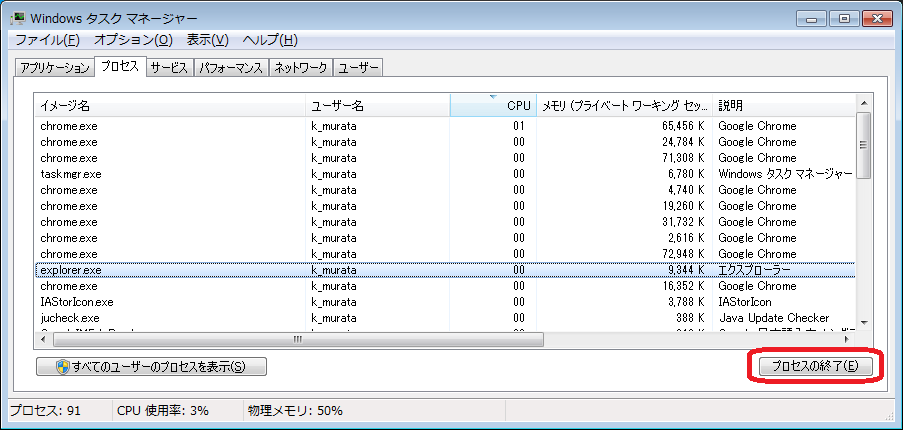 Windows タスク マネージャー
ファイル(F) オプション(O) 表示(V) ヘルプ(H)
アプリケーション プロセス サービス パフォーマンス ネットワーク ユーザー
イメージ名 ユーザー名 CPU メモリ (プライベート ワーキング セッ... 説明
chrome.exe k_murata 01 65,456 K Google Chrome
chrome.exe k_murata 00 24,784 K Google Chrome
chrome.exe k_murata 00 71,308 K Google Chrome
taskmgr.exe k_murata 00 6,780 K Windows タスク マネージャー
chrome.exe k_murata 00 4,740 K Google Chrome
chrome.exe k_murata 00 19,260 K Google Chrome
chrome.exe k_murata 00 31,732 K Google Chrome
chrome.exe k_murata 00 2,616 K Google Chrome
chrome.exe k_murata 00 72,948 K Google Chrome
explorer.exe k_murata 00 9,344 K エクスプローラー
chrome.exe k_murata 00 16,352 K Google Chrome
IAStorIcon.exe k_murata 00 3,788 K IAStorIcon
jucheck.exe k_murata 00 388 K Java Update Checker
すべてのユーザーのプロセスを表示(S) プロセスの終了(E)
プロセス: 91 CPU 使用率: 3% 物理メモリ: 50%